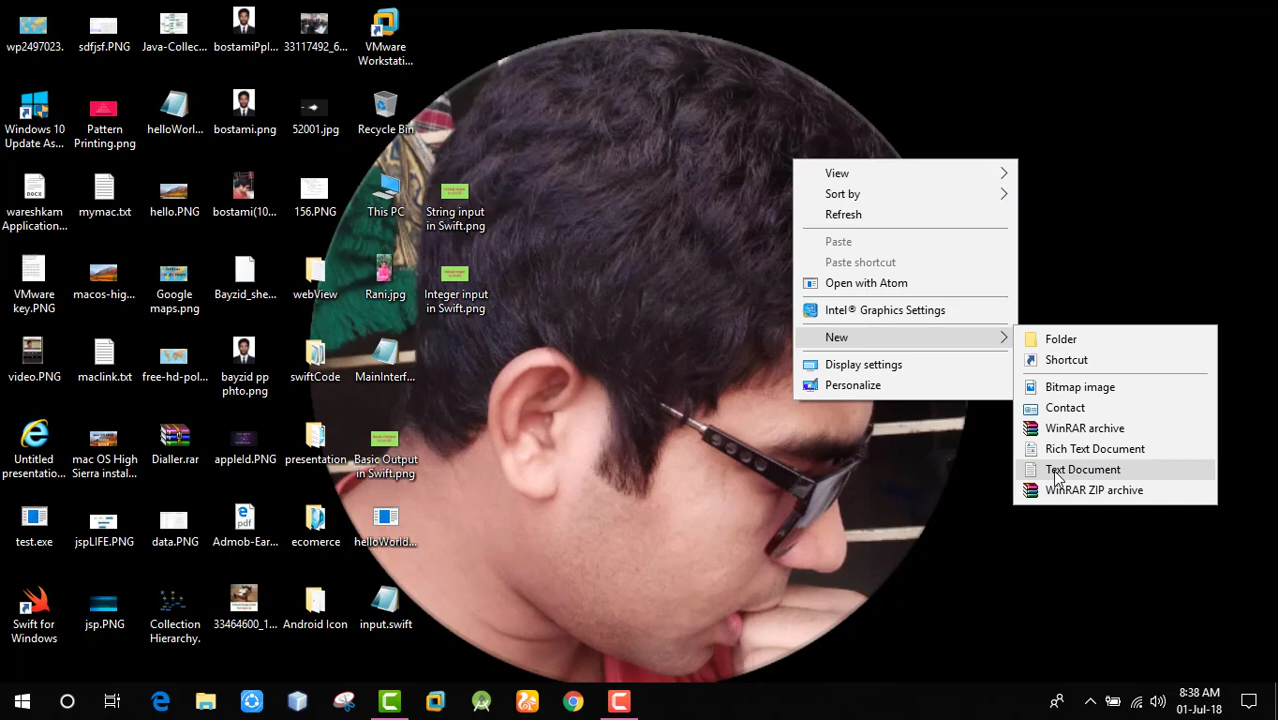 wp2497023.
sdfjsf.PNG
Java-Collec...
bostamiPpl...
33117492_6...
VMware
Workstati...
Windows 10
Update As...
Pattern
Printing.png
helloWorl...
bostami.png
52001.jpg
Recycle Bin
DOCX
wareshkam
Application...
mymac.txt
hello.PNG
bostami(10...
156.PNG
This PC
String input
in Swift.png
VMware
key.PNG
macos-hig...
Google
maps.png
Bayzid_she...
webView
Rani.jpg
Integer input
in Swift.png
video.PNG
maclink.txt
free-hd-pol...
bayzid pp
phto.png
swiftCode
MainInterf...
Untitled
presentatio...
mac OS High
Sierra instal...
Dialler.rar
appleId.PNG
presentation
Basic Output
in Swift.png
test.exe
jspLIFE.PNG
data.PNG
Admob-Ear...
ecomerce
helloWorld...
Swift for
Windows
jsp.PNG
Collection
Hierarchy.
33464600_1...
Android Icon
input.swift
View
Sort by
Refresh
Paste
Paste shortcut
Open with Atom
Intel® Graphics Settings
New
Display settings
Personalize
Folder
Shortcut
Bitmap image
Contact
WinRAR archive
Rich Text Document
Text Document
WinRAR ZIP archive
8:38 AM
01-Jul-18